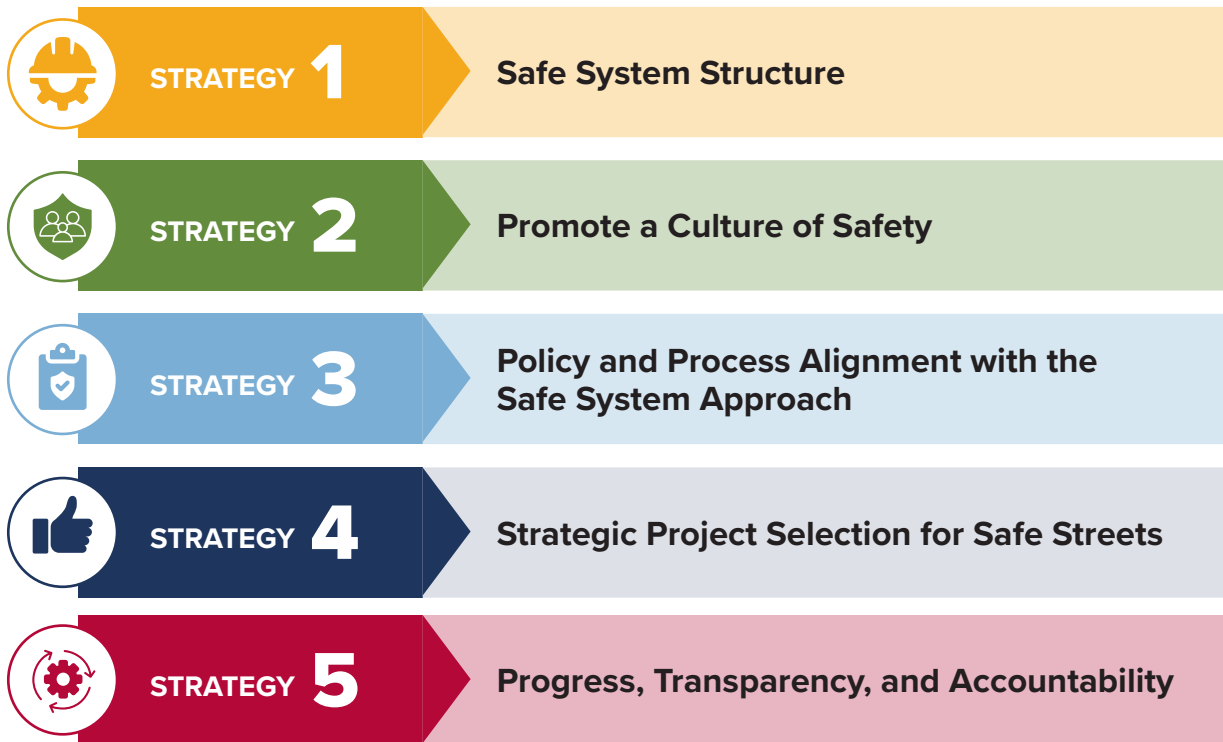 STRATEGY 1
Safe System Structure
STRATEGY 2
Promote a Culture of Safety
STRATEGY 3
Policy and Process Alignment with the
Safe System Approach
STRATEGY 4
Strategic Project Selection for Safe Streets
STRATEGY 5
Progress, Transparency, and Accountability